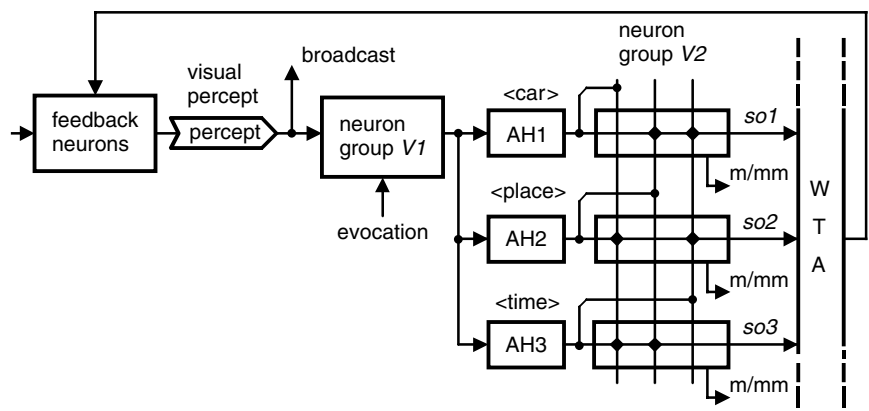 neuron
group V2
broadcast
visual
percept
<car>
feedback
neurons
percept
neuron
group V1
AH1
so1
m/mm
<place>
evocation
AH2
so2
m/mm
W
T
A
<time>
AH3
so3
m/mm